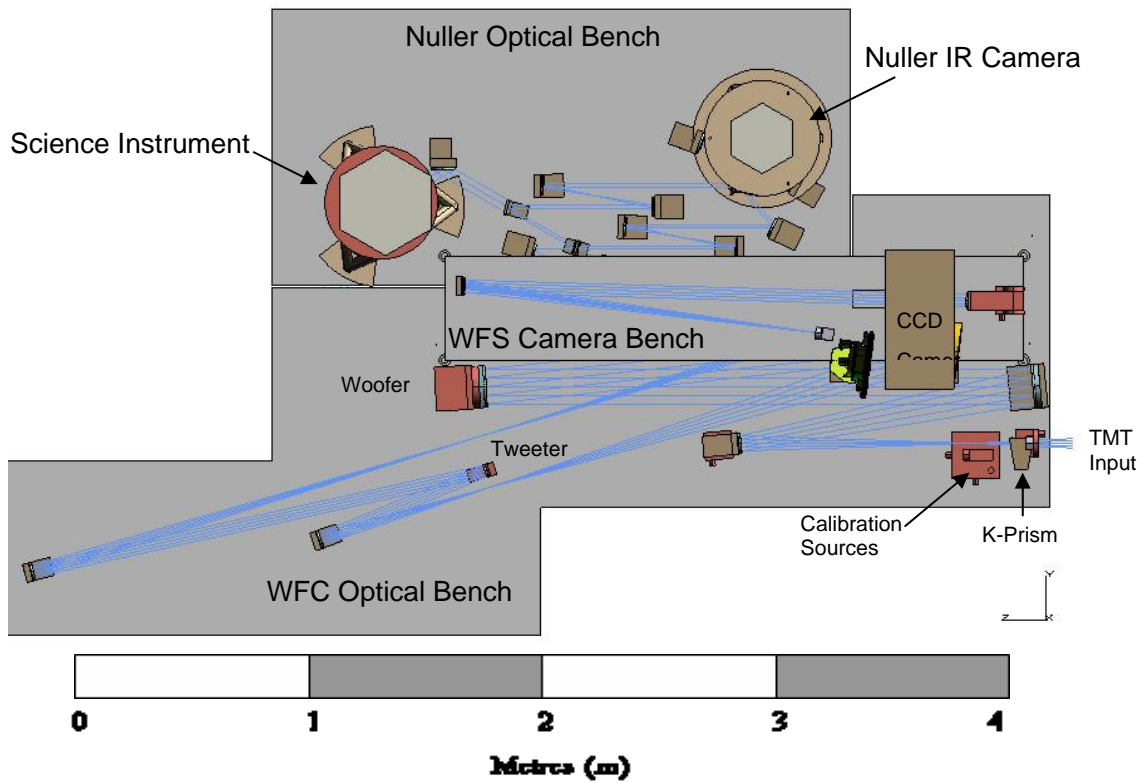 Nuller Optical Bench
Nuller IR Camera
Science Instrument
CCD
WFS Camera Bench
Woofer
Tweeter
TMT
Input
Calibration
Sources
K-Prism
WFC Optical Bench
Y
Z
X
0 1 2 3 4
Metres (m)